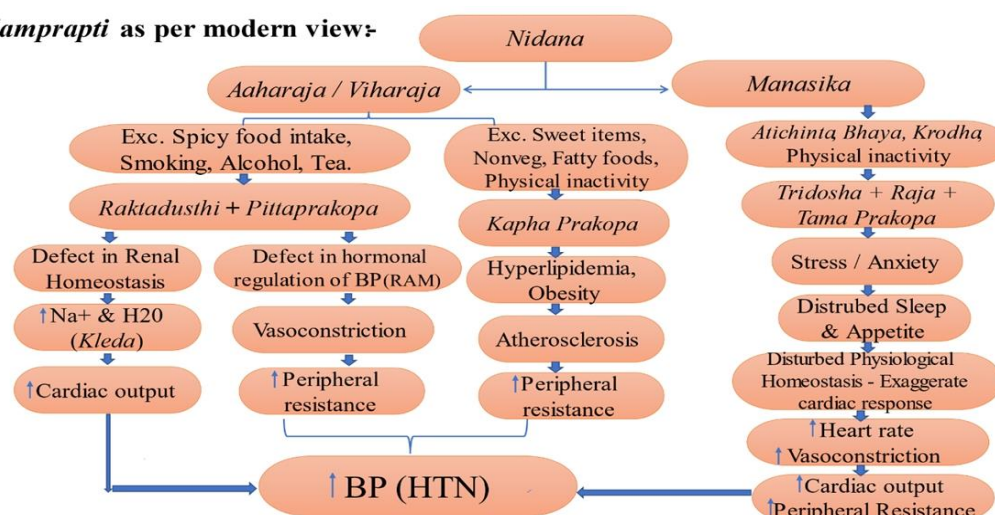 amprapti as per modern view:-
Nidana
Aaharaja / Viharaja
Manasika
Exc. Spicy food intake,
Smoking, Alcohol, Tea.
Exc. Sweet items,
Nonveg, Fatty foods,
Physical inactivity
Atichinta, Bhaya, Krodha,
Physical inactivity
Raktadusthi + Pittaprakopa
Kapha Prakopa
Tridosha + Raja +
Tama Prakopa
Defect in Renal
Homeostasis
Defect in hormonal
regulation of BP(RAM)
Hyperlipidemia,
Obesity
Stress / Anxiety
↑Na+ & H20
(Kleda)
Vasoconstriction
Atherosclerosis
Distrubed Sleep
& Appetite
↑Cardiac output
↑Peripheral
resistance
↑Peripheral
resistance
Disturbed Physiological
Homeostasis - Exaggerate
cardiac response
↑Heart rate
↑Vasoconstriction
↑BP (HTN)
↑Cardiac output
↑Peripheral Resistance